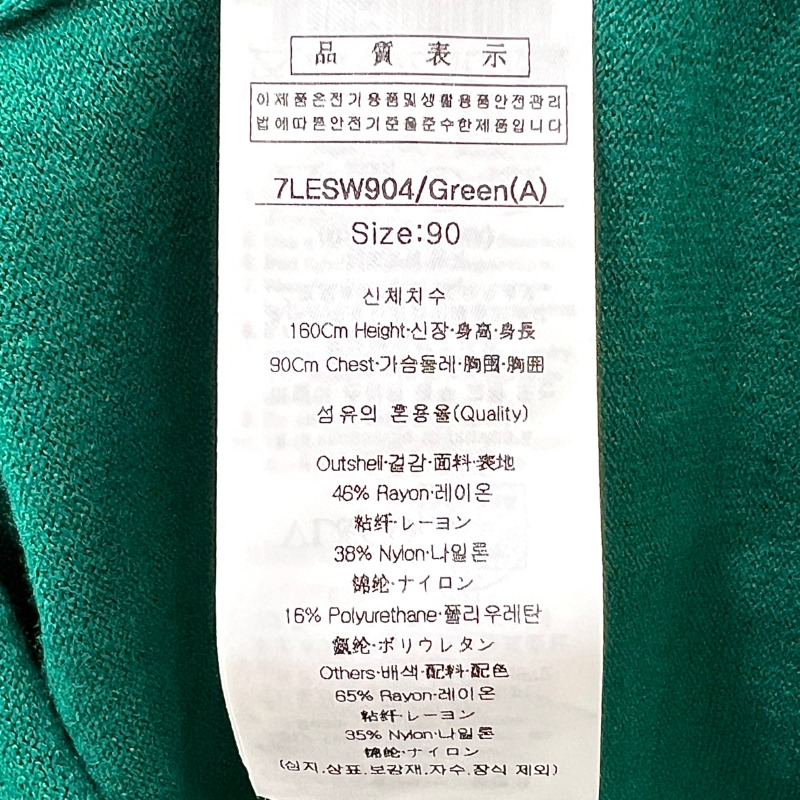 品質表示
이제품은전기용품및생활용품안전관리
법에따른안전기준을준수한제품입니다
7LESW904/Green(A)
Size:90
신체치수
160Cm Height·신장·身高·身長
90Cm Chest·가슴둘레·胸围·胸囲
섬유의 혼용율(Quality)
Outshell·겉감·面料·表地
46% Rayon·레이온
粘纤·レーヨン
38% Nylon·나일론
锦纶·ナイロン
16% Polyurethane·폴리우레탄
氨纶·ポリウレタン
Others·배색·配料·配色
65% Rayon·레이온
粘纤·レーヨン
35% Nylon·나일론
锦纶·ナイロン
(심지.상표.보강재.자수.장식 제외)